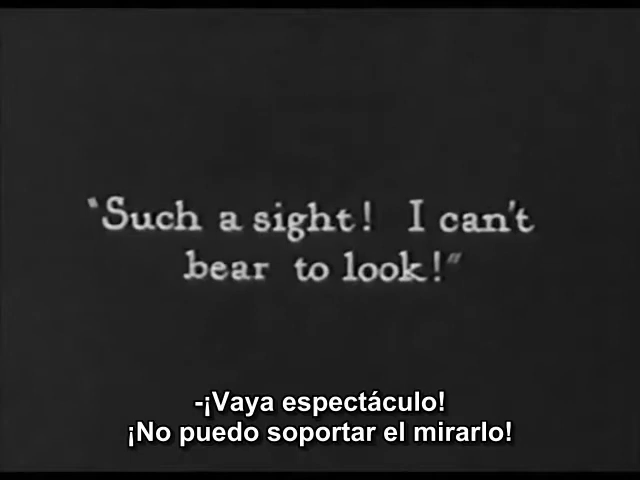 "Such a sight! I can't
bear to look!"
-¡Vaya espectáculo!
¡No puedo soportar el mirarlo!